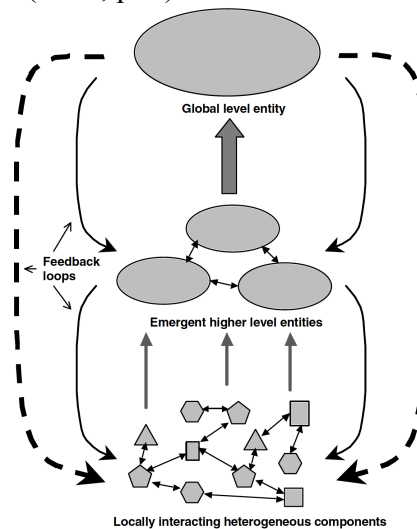 Global level entity
Feedback
loops
Emergent higher level entities
Locally interacting heterogeneous components